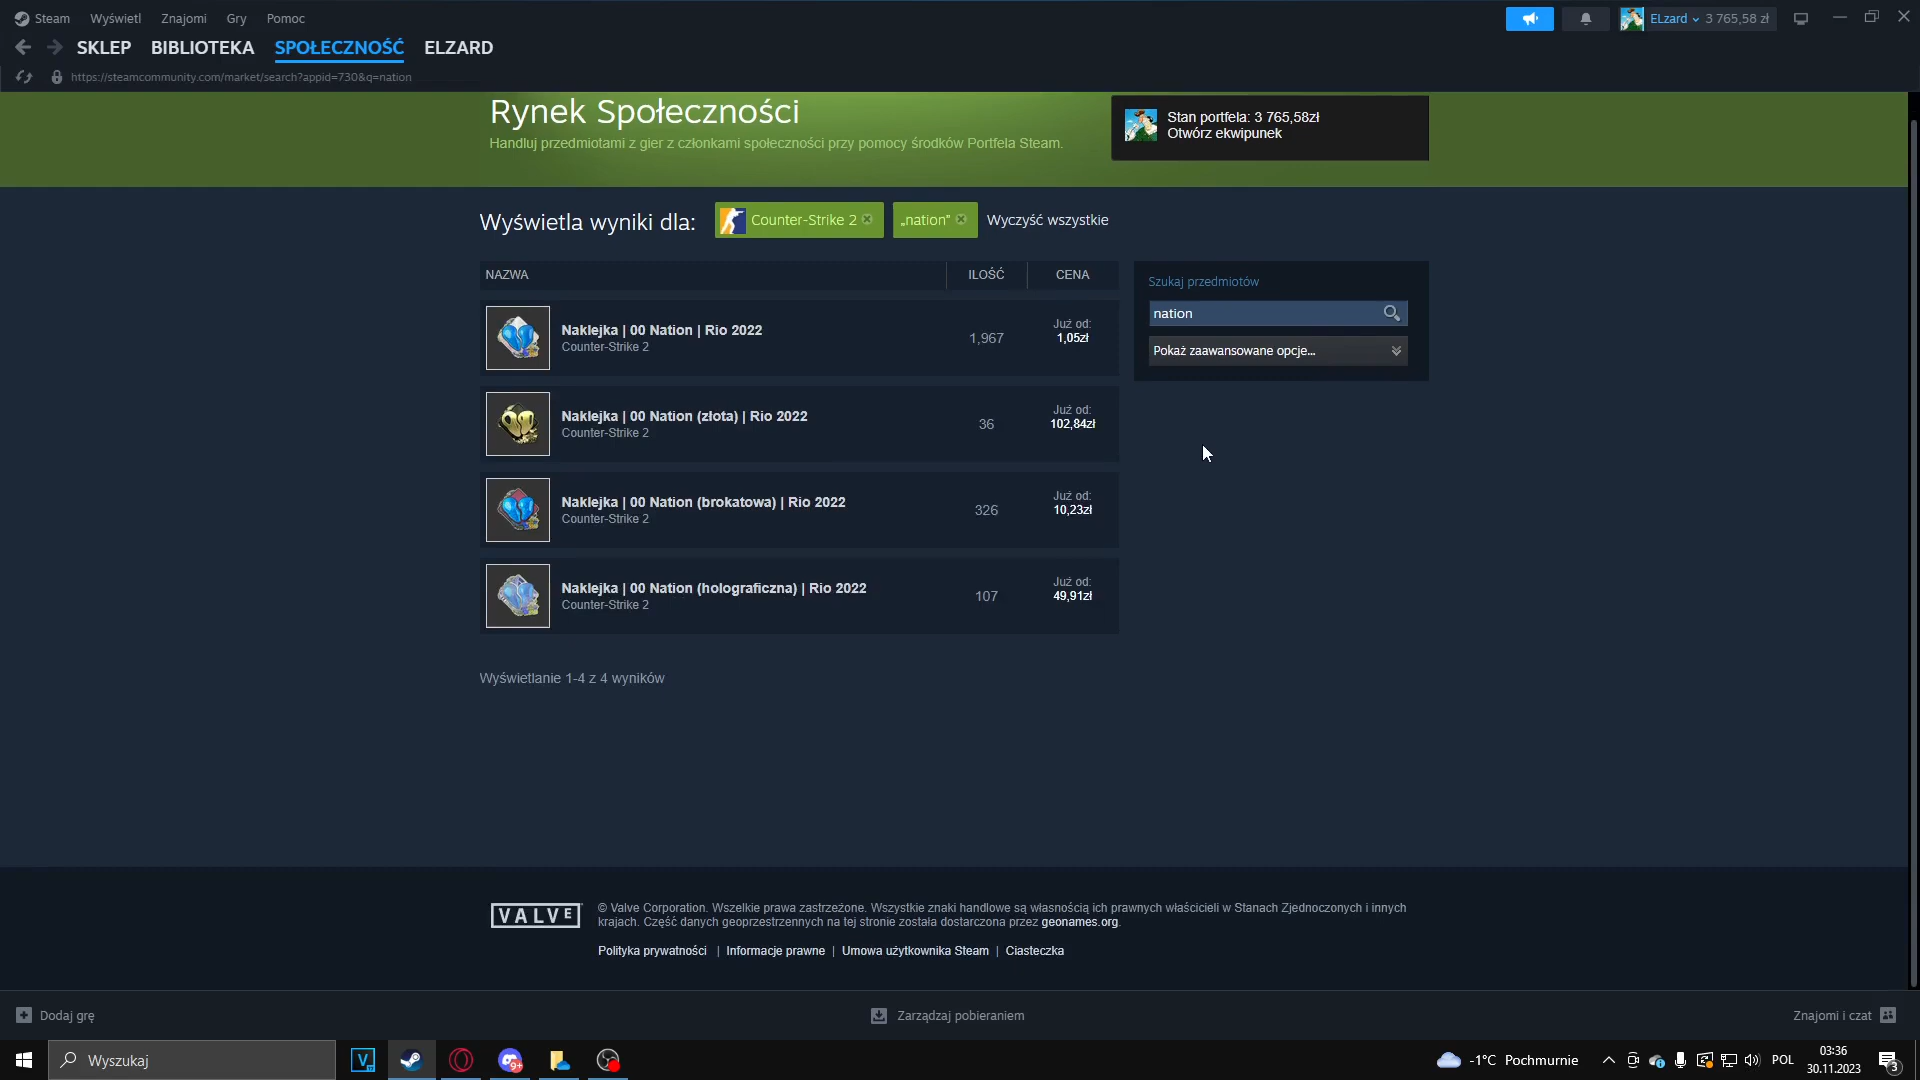 Steam Wyświetl Znajomi Gry Pomoc
ELzard 3 765,58 zł
SKLEP BIBLIOTEKA SPOŁECZNOŚĆ ELZARD
https://steamcommunity.com/market/search?appid=730&q=nation
Rynek Społeczności
Handluj przedmiotami z gier z członkami społeczności przy pomocy środków Portfela Steam.
Stan portfela: 3 765,58zł
Otwórz ekwipunek
Wyświetla wyniki dla: Counter-Strike 2 „nation” Wyczyść wszystkie
NAZWA ILOŚĆ CENA
Naklejka | 00 Nation | Rio 2022
Counter-Strike 2
1,967
Już od:
1,05zł
Naklejka | 00 Nation (złota) | Rio 2022
Counter-Strike 2
36
Już od:
102,84zł
Naklejka | 00 Nation (brokatowa) | Rio 2022
Counter-Strike 2
326
Już od:
10,23zł
Naklejka | 00 Nation (holograficzna) | Rio 2022
Counter-Strike 2
107
Już od:
49,91zł
Wyświetlanie 1-4 z 4 wyników
Szukaj przedmiotów
nation
Pokaż zaawansowane opcje...
VALVE
© Valve Corporation. Wszelkie prawa zastrzeżone. Wszystkie znaki handlowe są własnością ich prawnych właścicieli w Stanach Zjednoczonych i innych
krajach. Część danych geoprzestrzennych na tej stronie została dostarczona przez geonames.org.
Polityka prywatności | Informacje prawne | Umowa użytkownika Steam | Ciasteczka
Dodaj grę
Zarządzaj pobieraniem
Znajomi i czat
Wyszukaj
V
9+
-1°C Pochmurnie
POL
03:36
30.11.2023
3